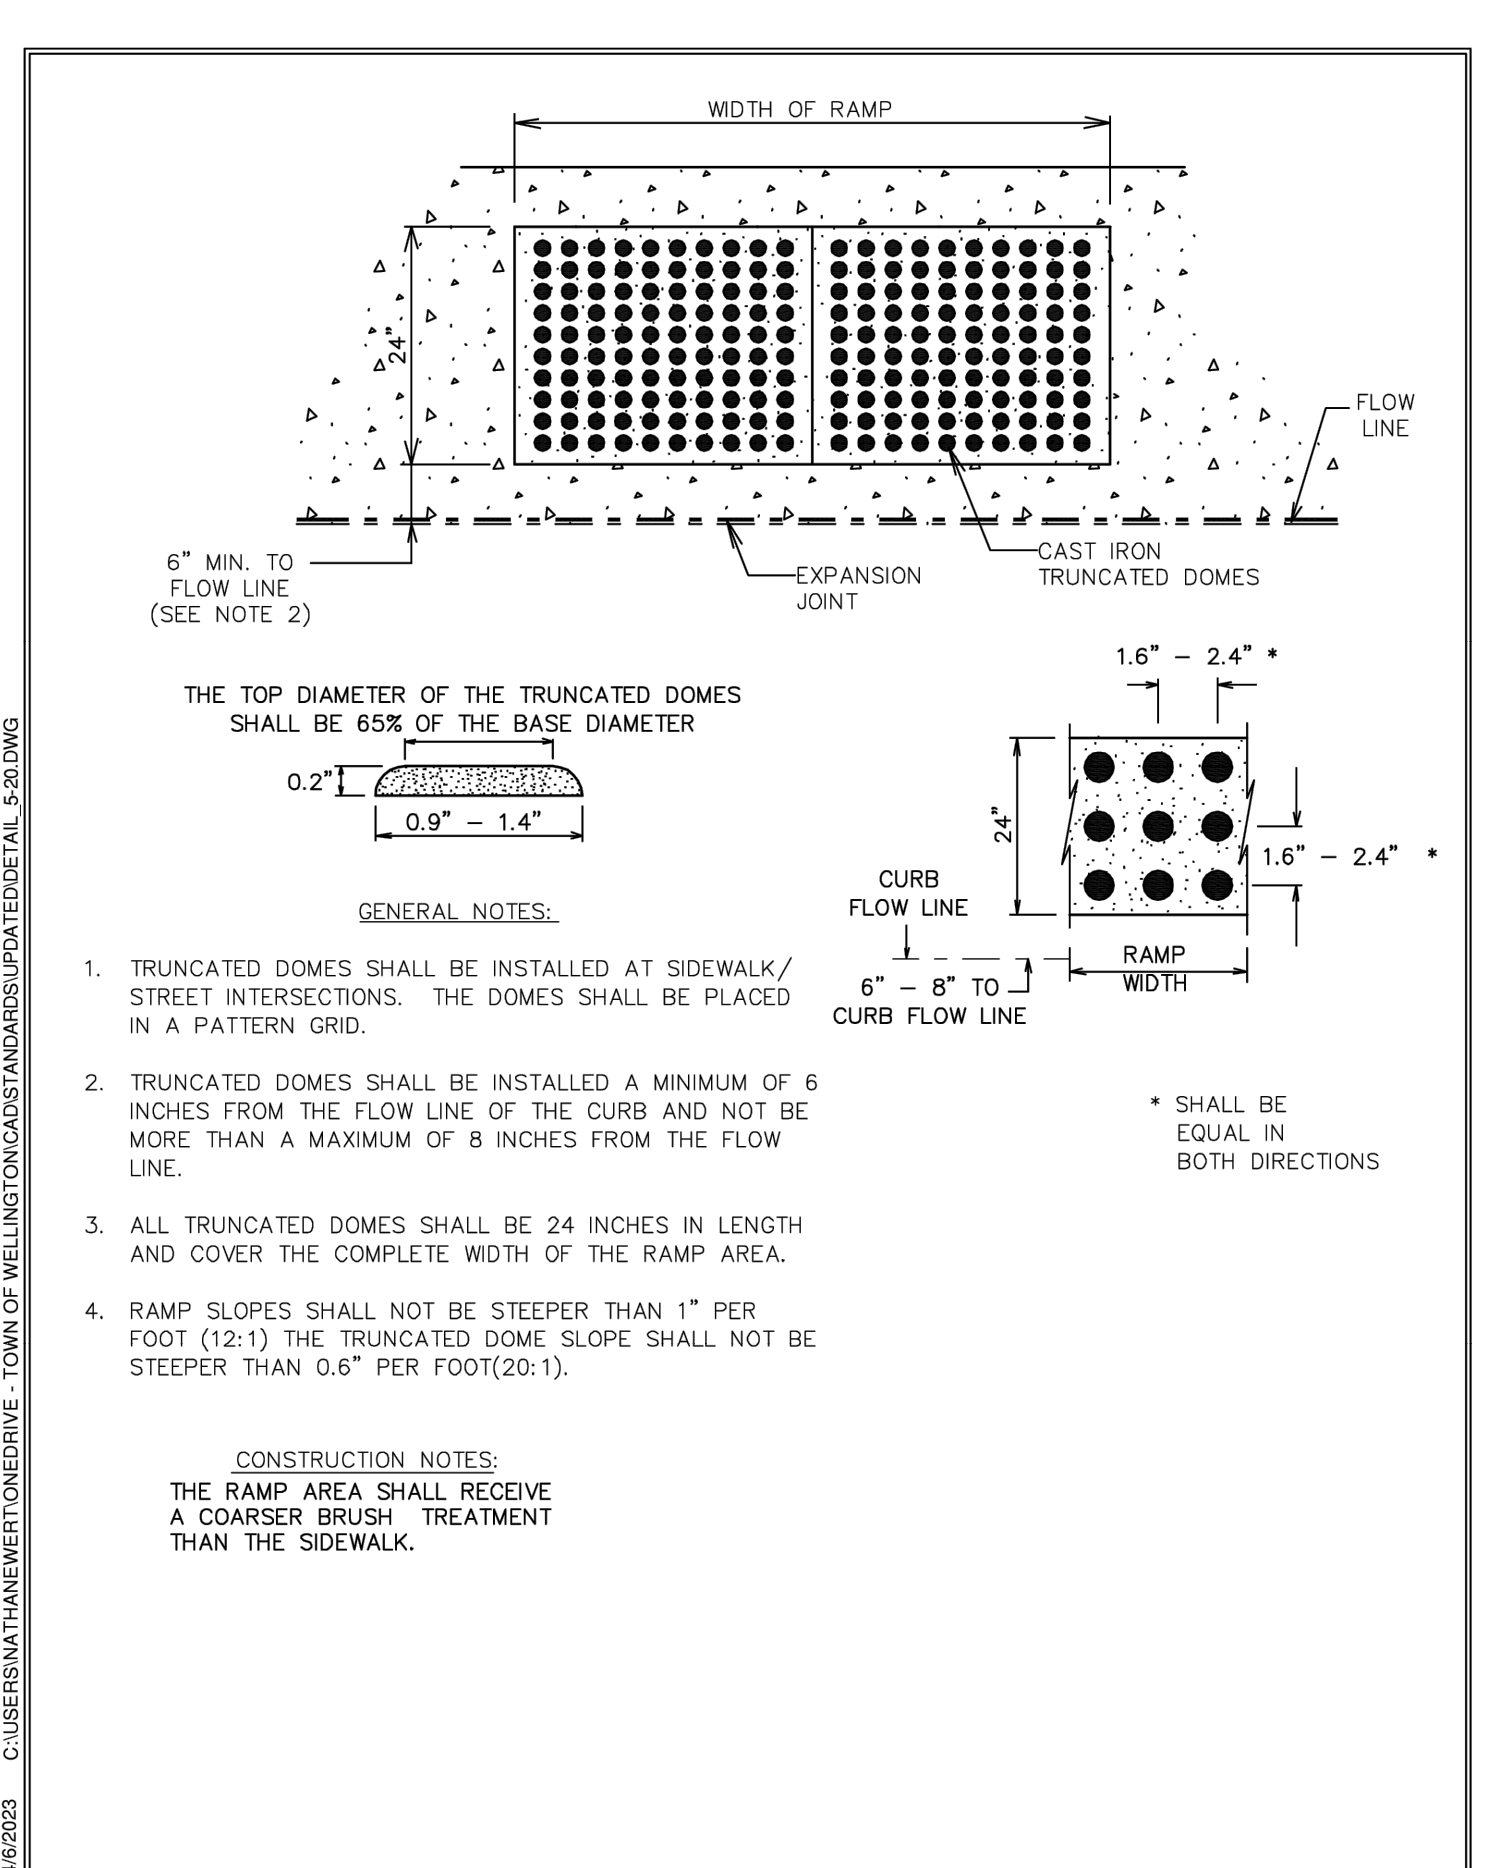 WIDTH OF RAMP
24"
FLOW
LINE
6" MIN. TO
FLOW LINE
(SEE NOTE 2)
EXPANSION
JOINT
CAST IRON
TRUNCATED DOMES
THE TOP DIAMETER OF THE TRUNCATED DOMES
SHALL BE 65% OF THE BASE DIAMETER
0.2"
0.9" – 1.4"
1.6" – 2.4" *
24"
1.6" – 2.4" *
CURB
FLOW LINE
6" – 8" TO
CURB FLOW LINE
RAMP
WIDTH
* SHALL BE
EQUAL IN
BOTH DIRECTIONS
GENERAL NOTES:
1. TRUNCATED DOMES SHALL BE INSTALLED AT SIDEWALK/
STREET INTERSECTIONS. THE DOMES SHALL BE PLACED
IN A PATTERN GRID.
2. TRUNCATED DOMES SHALL BE INSTALLED A MINIMUM OF 6
INCHES FROM THE FLOW LINE OF THE CURB AND NOT BE
MORE THAN A MAXIMUM OF 8 INCHES FROM THE FLOW
LINE.
3. ALL TRUNCATED DOMES SHALL BE 24 INCHES IN LENGTH
AND COVER THE COMPLETE WIDTH OF THE RAMP AREA.
4. RAMP SLOPES SHALL NOT BE STEEPER THAN 1" PER
FOOT (12:1) THE TRUNCATED DOME SLOPE SHALL NOT BE
STEEPER THAN 0.6" PER FOOT(20:1).
CONSTRUCTION NOTES:
THE RAMP AREA SHALL RECEIVE
A COARSER BRUSH TREATMENT
THAN THE SIDEWALK.
/6/2023 C:\USERS\NATHANEWERT\ONEDRIVE - TOWN OF WELLINGTON\CAD\STANDARDS\UPDATED\DETAIL_5-20.DWG